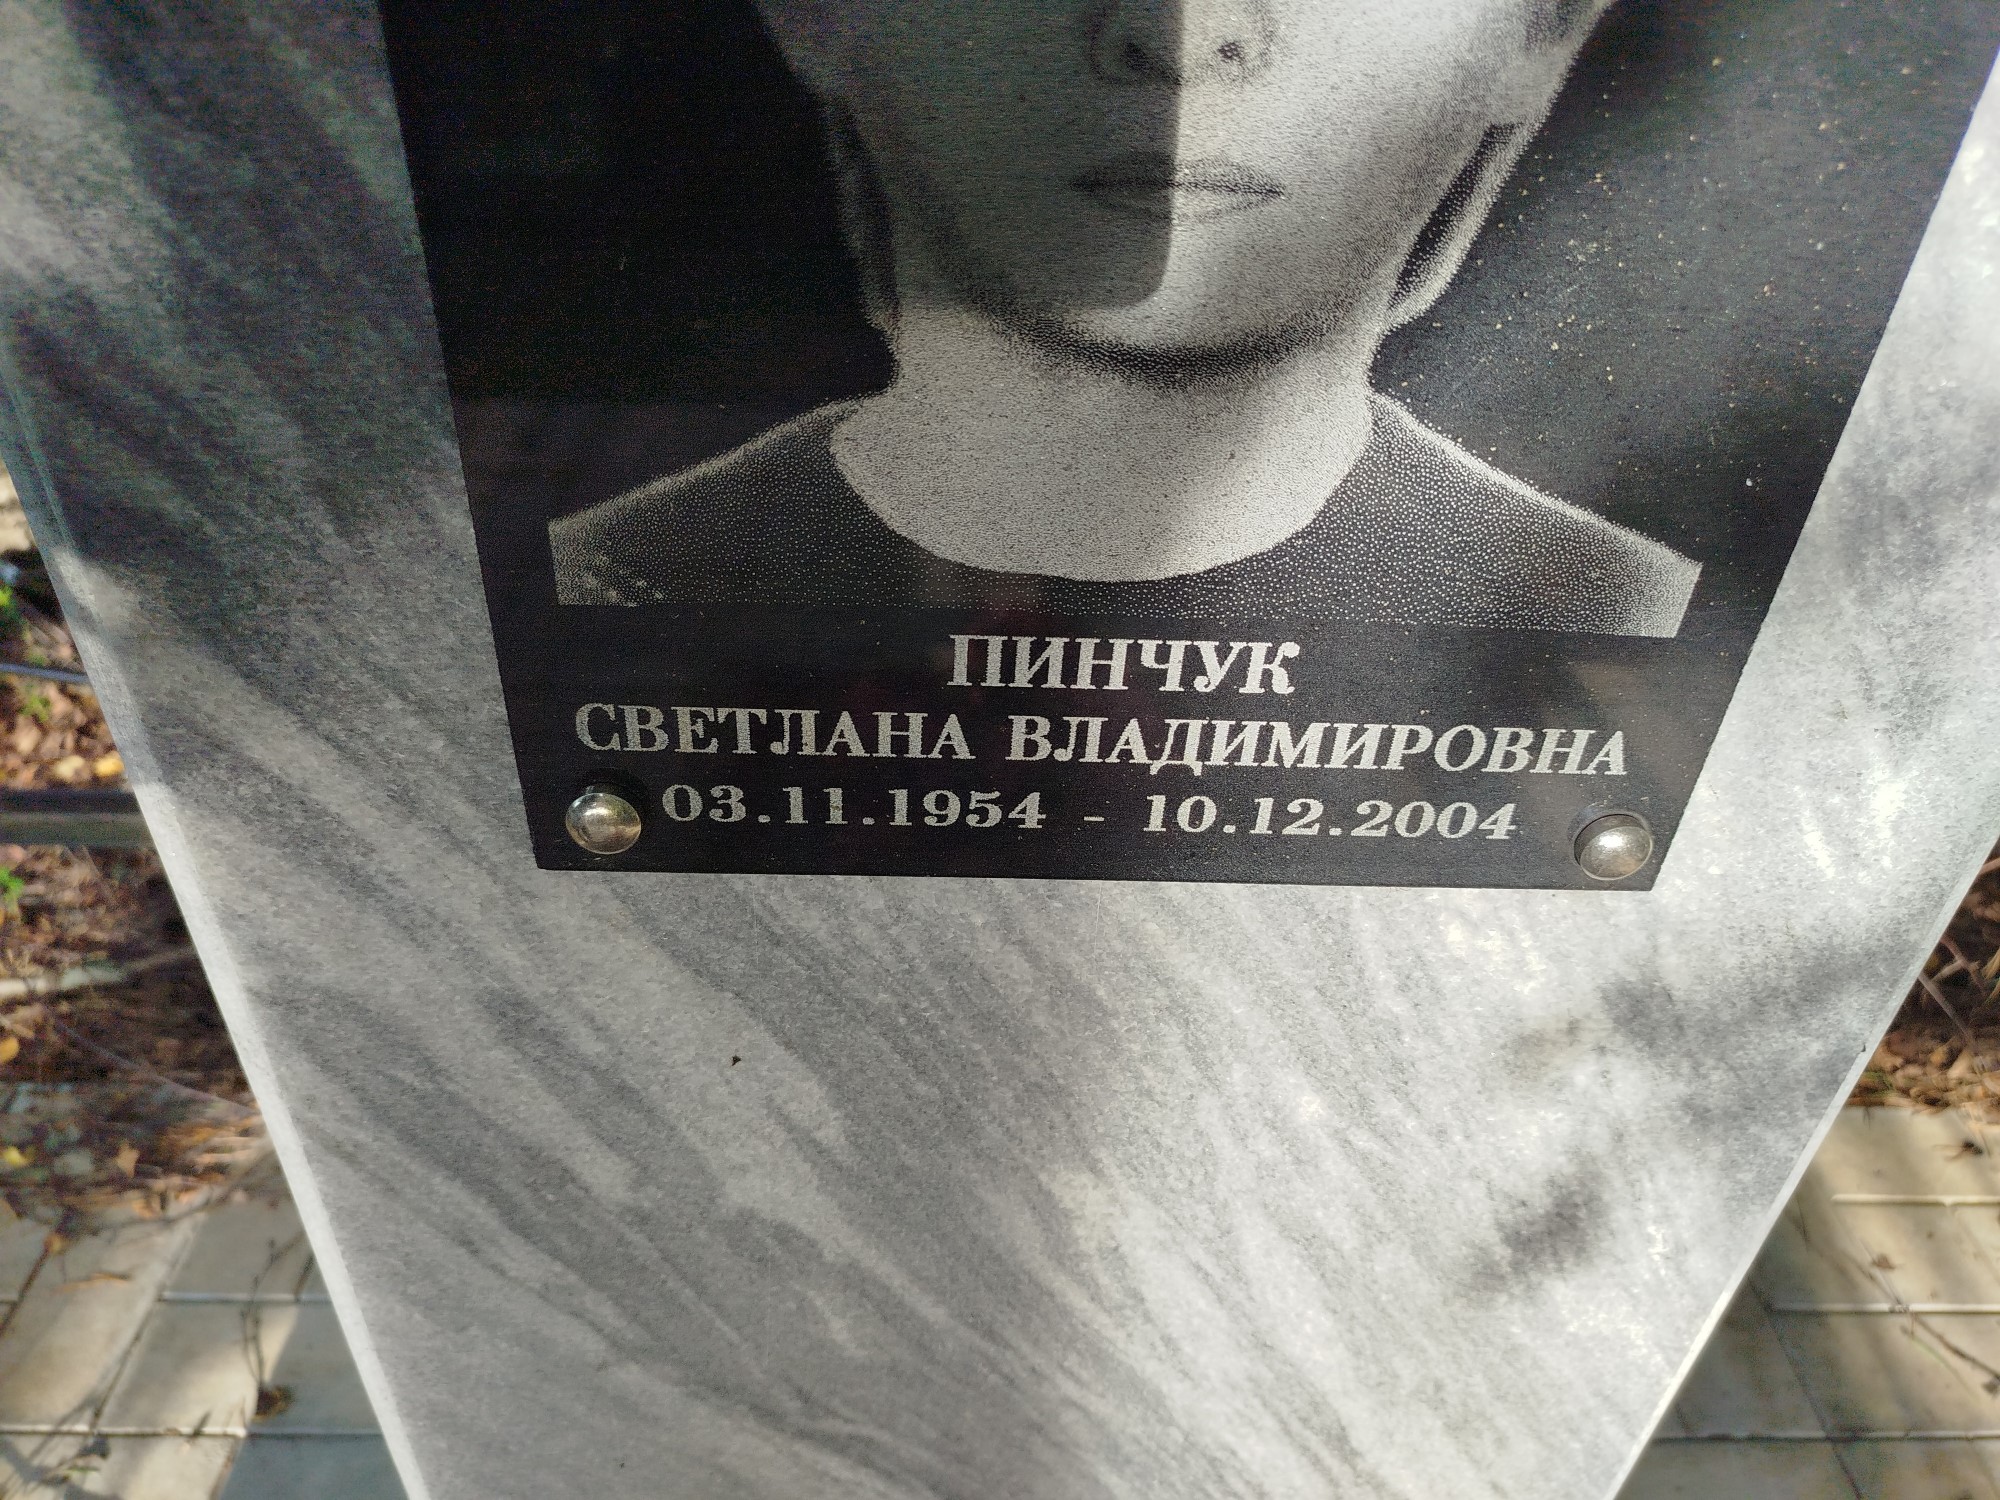 ПИНЧУК
СВЕТЛАНА ВЛАДИМИРОВНА
03.11.1954 - 10.12.2004